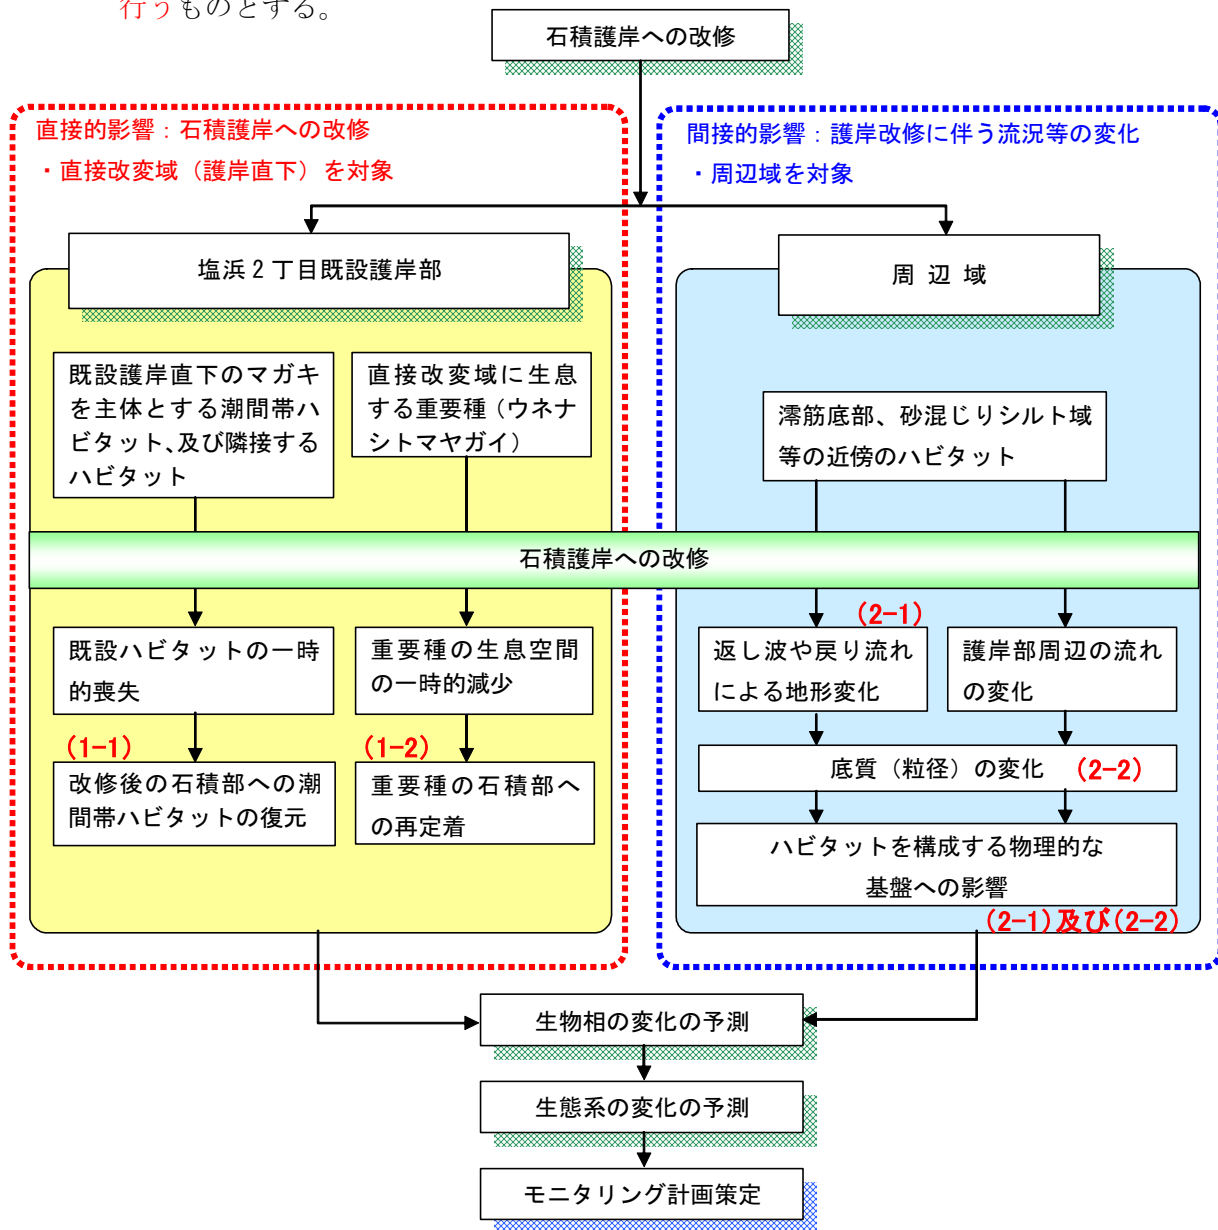 行うものとする。
石積護岸への改修
直接的影響：石積護岸への改修
・直接改変域（護岸直下）を対象
間接的影響：護岸改修に伴う流況等の変化
・周辺域を対象
塩浜２丁目既設護岸部
周 辺 域
既設護岸直下のマガキ
を主体とする潮間帯ハ
ビタット、及び隣接する
ハビタット
直接改変域に生息
する重要種（ウネナ
シトマヤガイ）
澪筋底部、砂混じりシルト域
等の近傍のハビタット
石積護岸への改修
既設ハビタットの一時
的喪失
重要種の生息空間
の一時的減少
(2-1)
返し波や戻り流れ
による地形変化
護岸部周辺の流れ
の変化
(1-1)
改修後の石積部への潮
間帯ハビタットの復元
(1-2)
重要種の石積部へ
の再定着
底質（粒径）の変化 (2-2)
ハビタットを構成する物理的な
基盤への影響
(2-1)及び(2-2)
生物相の変化の予測
生態系の変化の予測
モニタリング計画策定